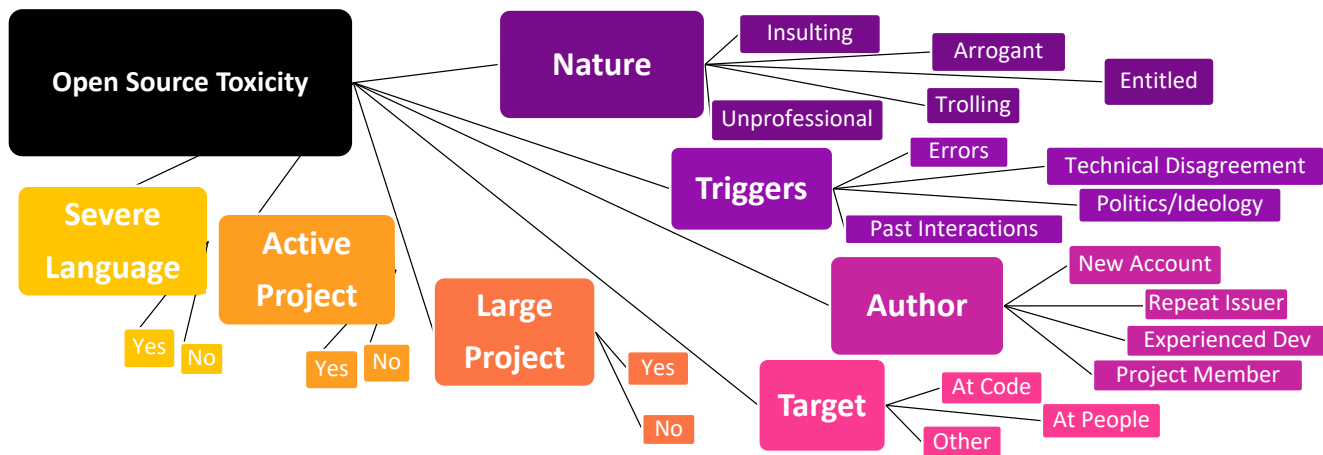 Open Source Toxicity
Nature
Insulting
Arrogant
Entitled
Trolling
Unprofessional
Triggers
Errors
Technical Disagreement
Politics/Ideology
Past Interactions
Author
New Account
Repeat Issuer
Experienced Dev
Project Member
Target
At Code
At People
Other
Large
Project
Yes
No
Active
Project
Yes
No
Severe
Language
Yes
No